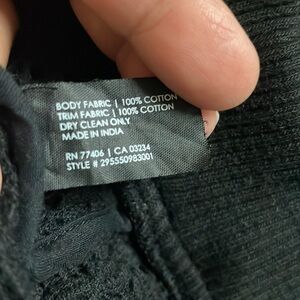 BODY FABRIC | 100% COTTON
TRIM FABRIC | 100% COTTON
DRY CLEAN ONLY
MADE IN INDIA
RN 77406 | CA 03234
STYLE # 295550983001